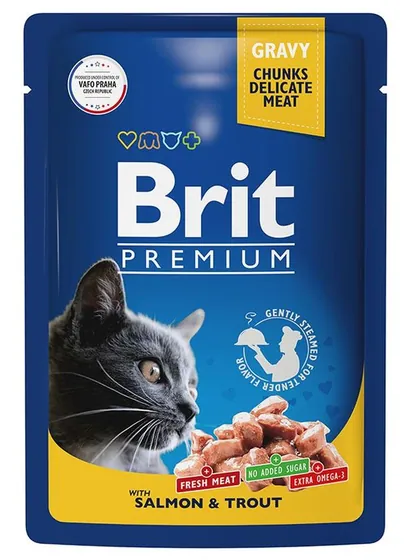 PRODUCED UNDER CONTROL OF
VAFO PRAHA
CZECH REPUBLIC
GRAVY
CHUNKS
DELICATE
MEAT
Brit
PREMIUM
GENTLY STEAMED
FOR TENDER FLAVOR
+ FRESH MEAT
+ NO ADDED SUGAR
+ EXTRA OMEGA-3
WITH
SALMON & TROUT